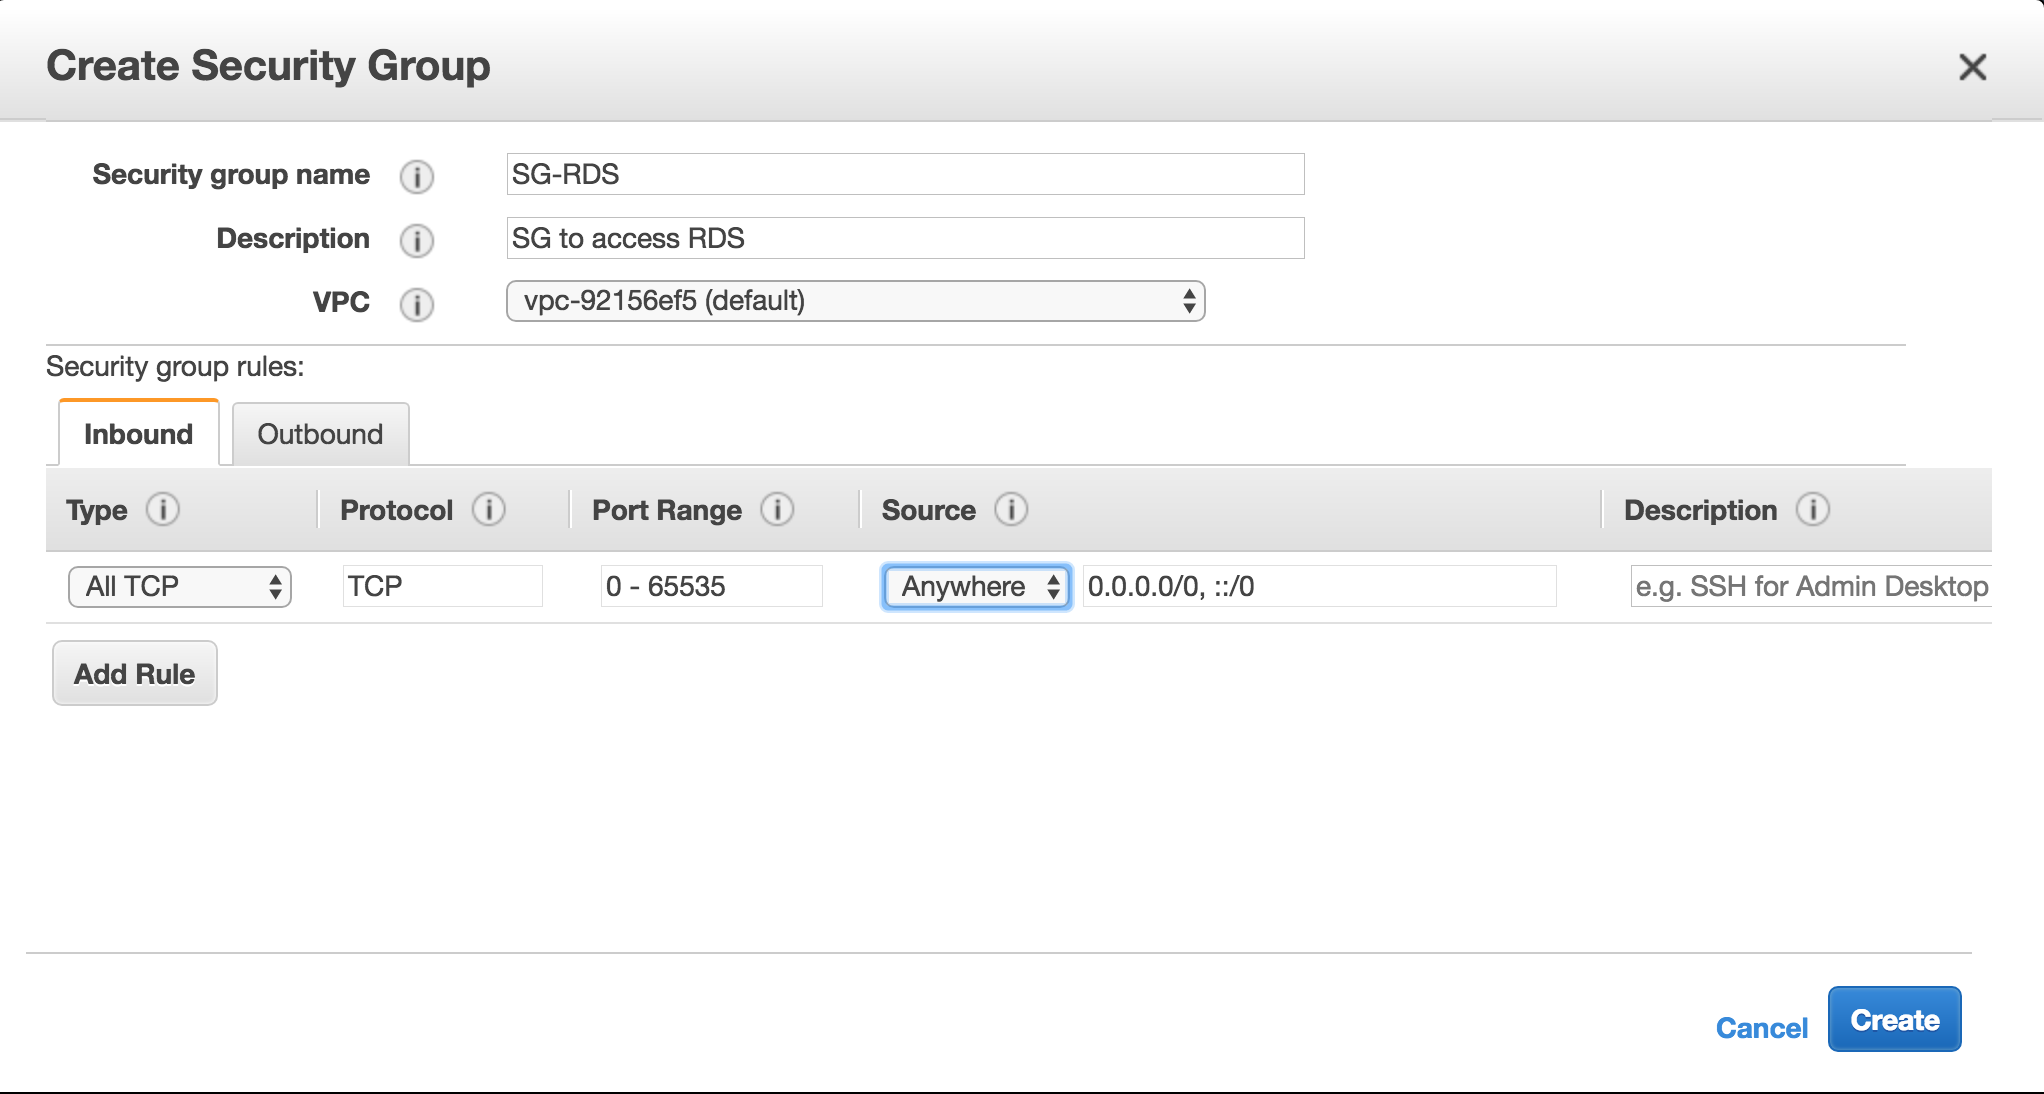 Create Security Group
Security group name
SG-RDS
Description
SG to access RDS
VPC
vpc-92156ef5 (default)
Security group rules:
Inbound Outbound
Type Protocol Port Range Source Description
All TCP TCP 0 - 65535 Anywhere 0.0.0.0/0, ::/0 e.g. SSH for Admin Desktop
Add Rule
Cancel Create